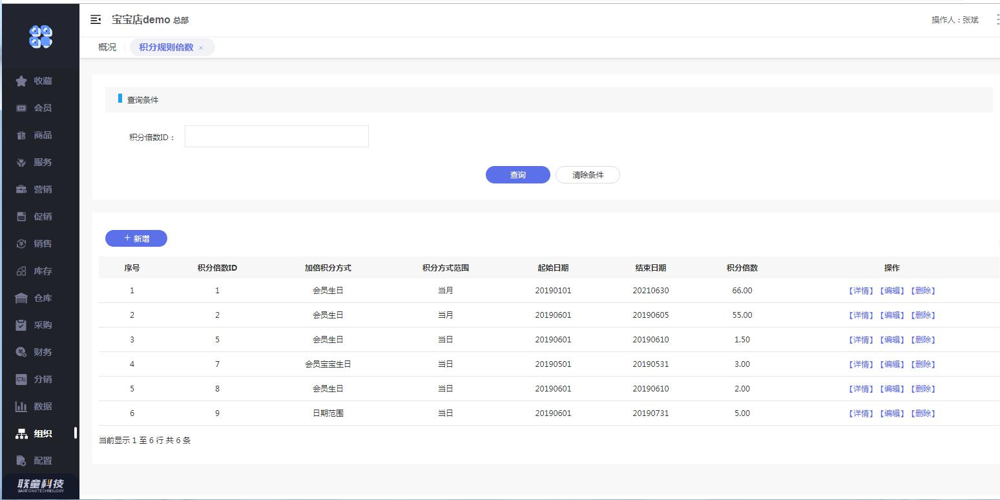 宝宝店demo 总部
操作人：张斌
概况
积分规则倍数 ×
收藏
会员
商品
服务
营销
促销
销售
库存
仓库
采购
财务
分销
数据
组织
配置
联童科技
LIANTONGTECHNOLOGY
查询条件
积分倍数ID：
查询 清除条件
+ 新增
序号 积分倍数ID 加倍积分方式 积分方式范围 起始日期 结束日期 积分倍数 操作
1 1 会员生日 当月 20190101 20210630 66.00 【详情】【编辑】【删除】
2 2 会员生日 当月 20190601 20190605 55.00 【详情】【编辑】【删除】
3 5 会员生日 当日 20190601 20190610 1.50 【详情】【编辑】【删除】
4 7 会员宝宝生日 当日 20190501 20190531 3.00 【详情】【编辑】【删除】
5 8 会员生日 当日 20190601 20190610 2.00 【详情】【编辑】【删除】
6 9 日期范围 当日 20190601 20190731 5.00 【详情】【编辑】【删除】
当前显示 1 至 6 行 共 6 条